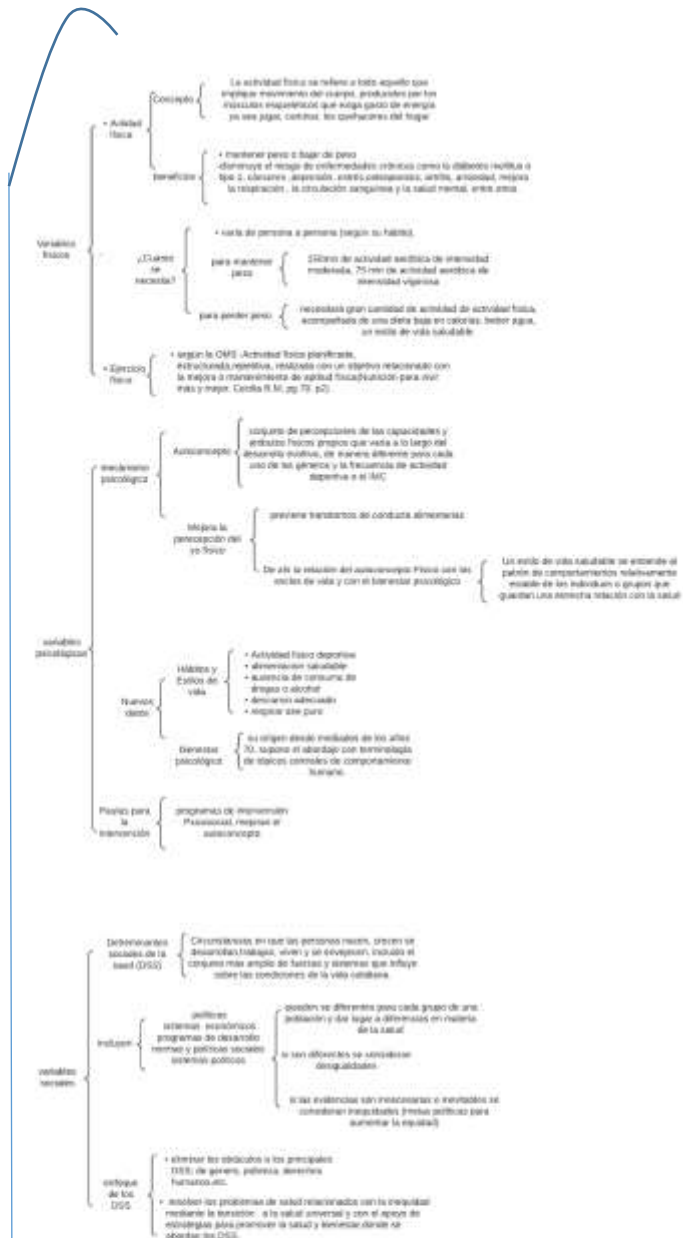 La actividad física se refiere a todo aquello que
implique movimiento del cuerpo, producidos por los
músculos esqueléticos que exiga gasto de energía
ya sea jugar, caminar, los quehaceres del hogar
Concepto
física
• mantener peso o bajar de peso
-disminuye el riesgo de enfermedades crónicas como la diabetes mellitus
tipo 2, cánceres, depresión, estrés, osteoporosis, artritis, ansiedad, mejora
la respiración, la circulación sanguínea y la salud mental, entre otros
beneficios
• varía de persona a persona (según su hábito).
Variables
físicos
¿Cuánto
se
necesita?
para mantener
peso
150min de actividad aeróbica de intensidad
moderada, 75 min de actividad aeróbica de
intensidad vigorosa
para perder peso
necesitará gran cantidad de actividad de actividad física,
acompañada de una dieta baja en calorías, beber agua,
un estilo de vida saludable
• Ejercicio
físico
• según la OMS -Actividad física planificada,
estructurada, repetitiva, realizada con un objetivo relacionado con
la mejora o mantenimiento de aptitud física(Nutrición para vivir
más y mejor, Cecilia R.M, pg 70. p2).
mecanismo
psicológica
Autoconcepto
conjunto de percepciones de las capacidades y
atributos físicos propios que varia a lo largo del
desarrollo evolutivo, de manera diferente para cada
uno de los géneros y la frecuencia de actividad
deportiva o el IMC
Mejora la
yo físico
previene transtornos de conducta alimentarias
De ahí la relación del autoconcepto Físico con los
estilos de vida y con el bienestar psicológico
Un estilo de vida saludable se entiende el
patrón de comportamientos relativamente
estable de los individuos o grupos que
guardan una estrecha relación con la salud
variables
psicológicas
Hábitos y
Estilos de
vida
• Actividad físico deportiva
• alimentación saludable
• ausencia de consumo de
drogas o alcohol
• descanso adecuado
• respirar aire puro
Nuevos
bienestar
psicológico
su origen desde mediados de los años
70, supone el abordaje con terminología
de tópicos centrales de comportamiento
humano.
Pautas para
la
intervención
programas de intervención
Psicosocial, mejoran el
autoconcepto
Determinantes
sociales de la
salud (DSS)
Circunstancias en que las personas nacen, crecen se
desarrollan,trabajan, viven y se envejecen, incluido el
conjunto más amplio de fuerzas y sistemas que influye
sobre las condiciones de la vida cotidiana
incluyen
políticas
sistemas económicos
programas de desarrollo
normas y políticas sociales
sistemas políticos
pueden se diferentes para cada grupo de una
población y dar lugar a diferencias en materia
de la salud
si son diferentes se consideran
desigualdades
si las evidencias son innecesarias e inevitables se
consideran inequidades (metas políticas para
aumentar la equidad)
variables
sociales
enfoque
de los
DSS
• eliminar los obstáculos a los principales
DSS: de género, pobreza, derechos
humanos,etc.
• resolver los problemas de salud relacionados con la inequidad
mediante la transición a la salud universal y con el apoyo de
estrategias para promover la salud y bienestar,donde se
abordan los DSS.